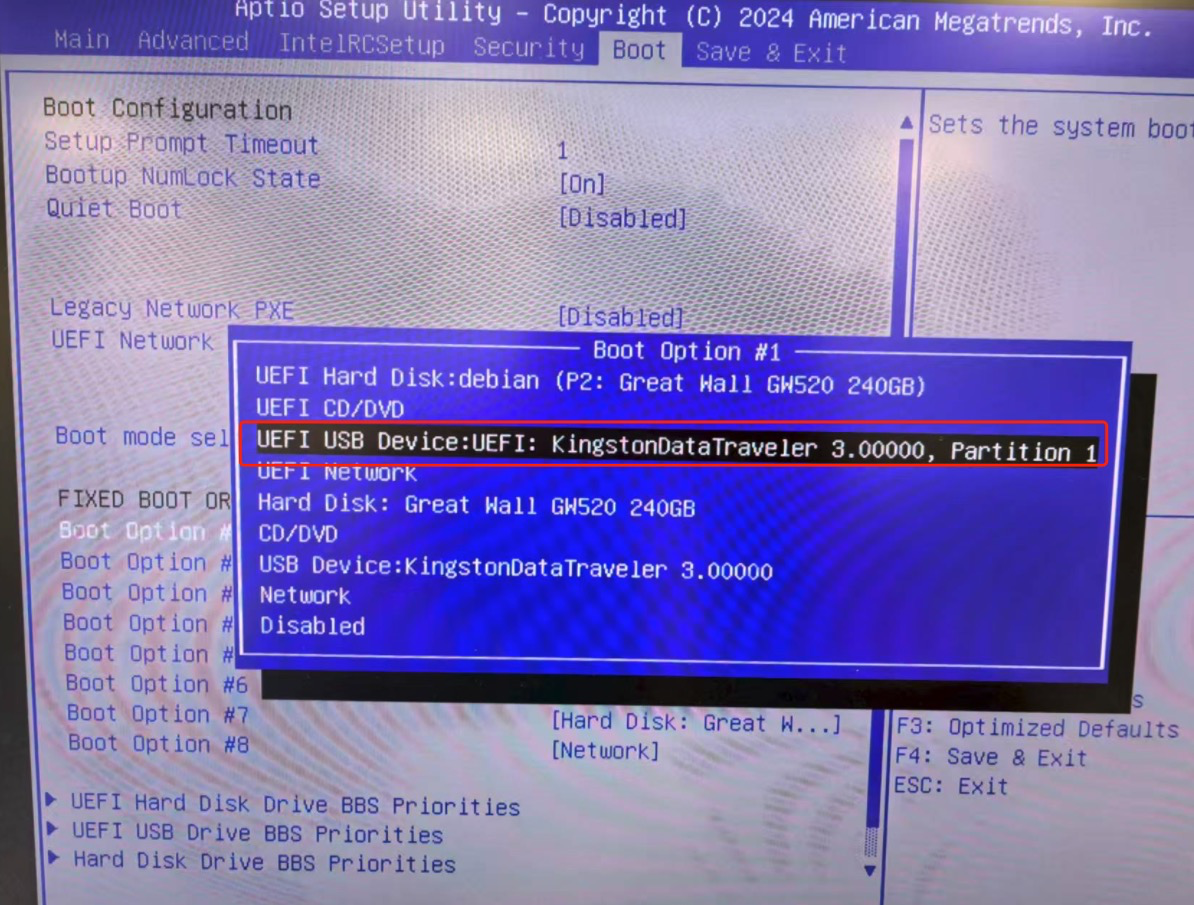 Aptio Setup Utility - Copyright (C) 2024 American Megatrends, Inc.
Main Advanced IntelRCSetup Security Boot Save & Exit
Boot Configuration
Setup Prompt Timeout 1
Bootup NumLock State [On]
Quiet Boot [Disabled]
Legacy Network PXE [Disabled]
UEFI Network
Boot mode sel
FIXED BOOT OR
Boot Option #
Boot Option #
Boot Option #
Boot Option #
Boot Option #
Boot Option #6
Boot Option #7 [Hard Disk: Great W...]
Boot Option #8 [Network]
UEFI Hard Disk Drive BBS Priorities
UEFI USB Drive BBS Priorities
Hard Disk Drive BBS Priorities
Boot Option #1
UEFI Hard Disk:debian (P2: Great Wall GW520 240GB)
UEFI CD/DVD
UEFI USB Device:UEFI: KingstonDataTraveler 3.00000, Partition 1
UEFI Network
Hard Disk: Great Wall GW520 240GB
CD/DVD
USB Device:KingstonDataTraveler 3.00000
Network
Disabled
Sets the system boot
s
F3: Optimized Defaults
F4: Save & Exit
ESC: Exit